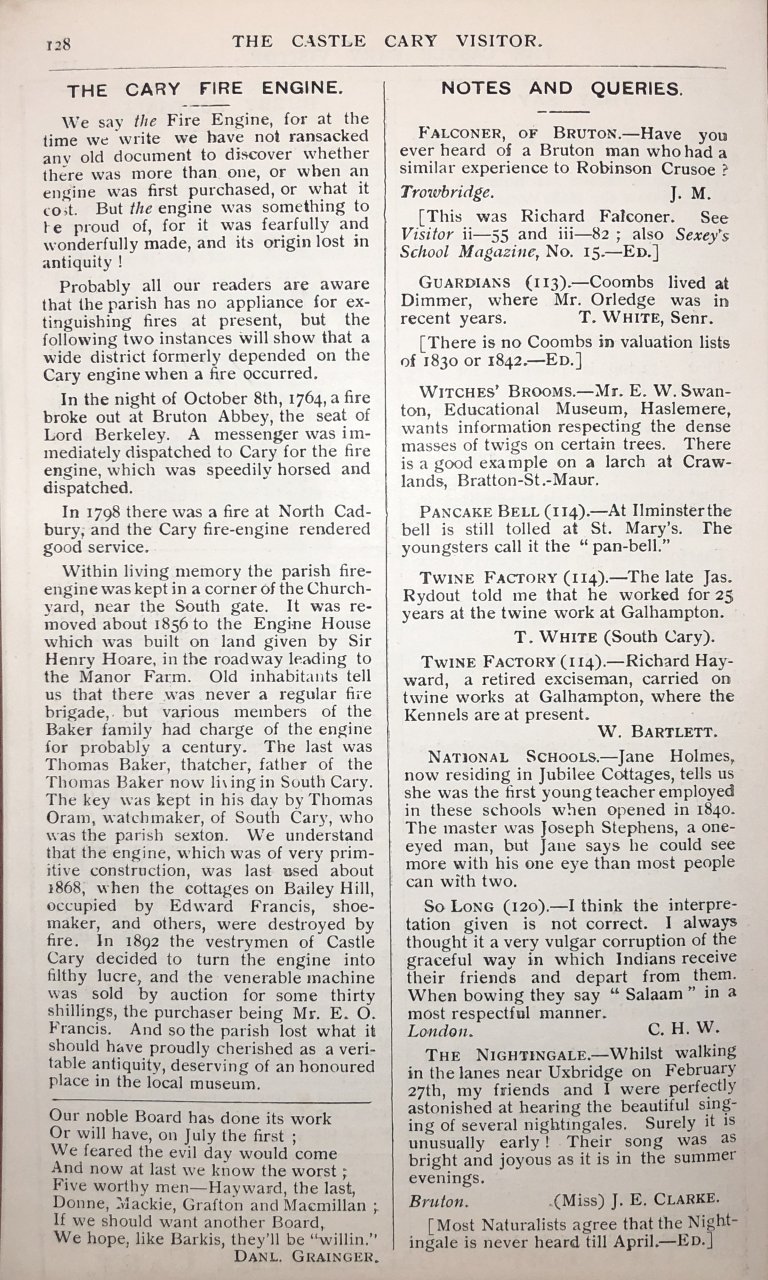 128
THE CASTLE CARY VISITOR.
THE CARY FIRE ENGINE.
We say the Fire Engine, for at the
time we write we have not ransacked
any old document to discover whether
there was more than one, or when an
engine was first purchased, or what it
cost. But the engine was something to
be proud of, for it was fearfully and
wonderfully made, and its origin lost in
antiquity !
Probably all our readers are aware
that the parish has no appliance for ex-
tinguishing fires at present, but the
following two instances will show that a
wide district formerly depended on the
Cary engine when a fire occurred.
In the night of October 8th, 1764, a fire
broke out at Bruton Abbey, the seat of
Lord Berkeley. A messenger was im-
mediately dispatched to Cary for the fire
engine, which was speedily horsed and
dispatched.
In 1798 there was a fire at North Cad-
bury, and the Cary fire-engine rendered
good service.
Within living memory the parish fire-
engine was kept in a corner of the Church-
yard, near the South gate. It was re-
moved about 1856 to the Engine House
which was built on land given by Sir
Henry Hoare, in the roadway leading to
the Manor Farm. Old inhabitants tell
us that there was never a regular fire
brigade, but various members of the
Baker family had charge of the engine
for probably a century. The last was
Thomas Baker, thatcher, father of the
Thomas Baker now living in South Cary.
The key was kept in his day by Thomas
Oram, watchmaker, of South Cary, who
was the parish sexton. We understand
that the engine, which was of very prim-
itive construction, was last used about
1868, when the cottages on Bailey Hill,
occupied by Edward Francis, shoe-
maker, and others, were destroyed by
fire. In 1892 the vestrymen of Castle
Cary decided to turn the engine into
filthy lucre, and the venerable machine
was sold by auction for some thirty
shillings, the purchaser being Mr. E. O.
Francis. And so the parish lost what it
should have proudly cherished as a veri-
table antiquity, deserving of an honoured
place in the local museum.
Our noble Board has done its work
Or will have, on July the first ;
We feared the evil day would come
And now at last we know the worst ;
Five worthy men—Hayward, the last,
Donne, Mackie, Grafton and Macmillan ;
If we should want another Board,
We hope, like Barkis, they'll be "willin."
DANL. GRAINGER.
NOTES AND QUERIES.
FALCONER, OF BRUTON.—Have you
ever heard of a Bruton man who had a
similar experience to Robinson Crusoe ?
Trowbridge. J. M.
[This was Richard Falconer. See
Visitor ii—55 and iii—82 ; also Sexey's
School Magazine, No. 15.—ED.]
GUARDIANS (113).—Coombs lived at
Dimmer, where Mr. Orledge was in
recent years. T. WHITE, Senr.
[There is no Coombs in valuation lists
of 1830 or 1842.—ED.]
WITCHES' BROOMS.—Mr. E. W. Swan-
ton, Educational Museum, Haslemere,
wants information respecting the dense
masses of twigs on certain trees. There
is a good example on a larch at Craw-
lands, Bratton-St.-Maur.
PANCAKE BELL (114).—At Ilminster the
bell is still tolled at St. Mary's. The
youngsters call it the " pan-bell."
TWINE FACTORY (114).—The late Jas.
Rydout told me that he worked for 25
years at the twine work at Galhampton.
T. WHITE (South Cary).
TWINE FACTORY (114).—Richard Hay-
ward, a retired exciseman, carried on
twine works at Galhampton, where the
Kennels are at present.
W. BARTLETT.
NATIONAL SCHOOLS.—Jane Holmes,
now residing in Jubilee Cottages, tells us
she was the first young teacher employed
in these schools when opened in 1840.
The master was Joseph Stephens, a one-
eyed man, but Jane says he could see
more with his one eye than most people
can with two.
SO LONG (120).—I think the interpre-
tation given is not correct. I always
thought it a very vulgar corruption of the
graceful way in which Indians receive
their friends and depart from them.
When bowing they say " Salaam " in a
most respectful manner.
London. C. H. W.
THE NIGHTINGALE.—Whilst walking
in the lanes near Uxbridge on February
27th, my friends and I were perfectly
astonished at hearing the beautiful sing-
ing of several nightingales. Surely it is
unusually early ! Their song was as
bright and joyous as it is in the summer
evenings.
Bruton. (Miss) J. E. CLARKE.
[Most Naturalists agree that the Night-
ingale is never heard till April.—ED.]